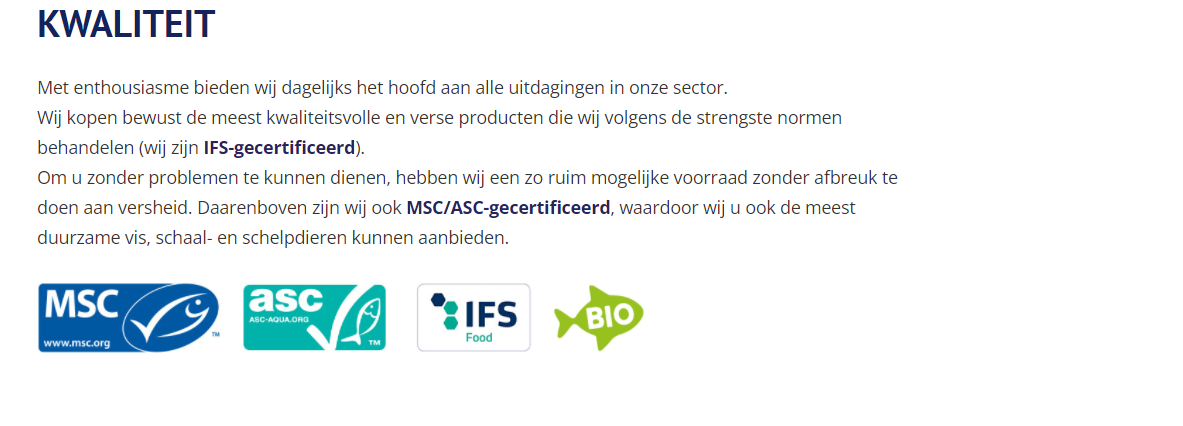 KWALITEIT
Met enthousiasme bieden wij dagelijks het hoofd aan alle uitdagingen in onze sector.
Wij kopen bewust de meest kwaliteitsvolle en verse producten die wij volgens de strengste normen
behandelen (wij zijn IFS-gecertificeerd).
Om u zonder problemen te kunnen dienen, hebben wij een zo ruim mogelijke voorraad zonder afbreuk te
doen aan versheid. Daarenboven zijn wij ook MSC/ASC-gecertificeerd, waardoor wij u ook de meest
duurzame vis, schaal- en schelpdieren kunnen aanbieden.
MSC
www.msc.org
TM
asc
ASC-AQUA.ORG
TM
IFS
Food
BIO